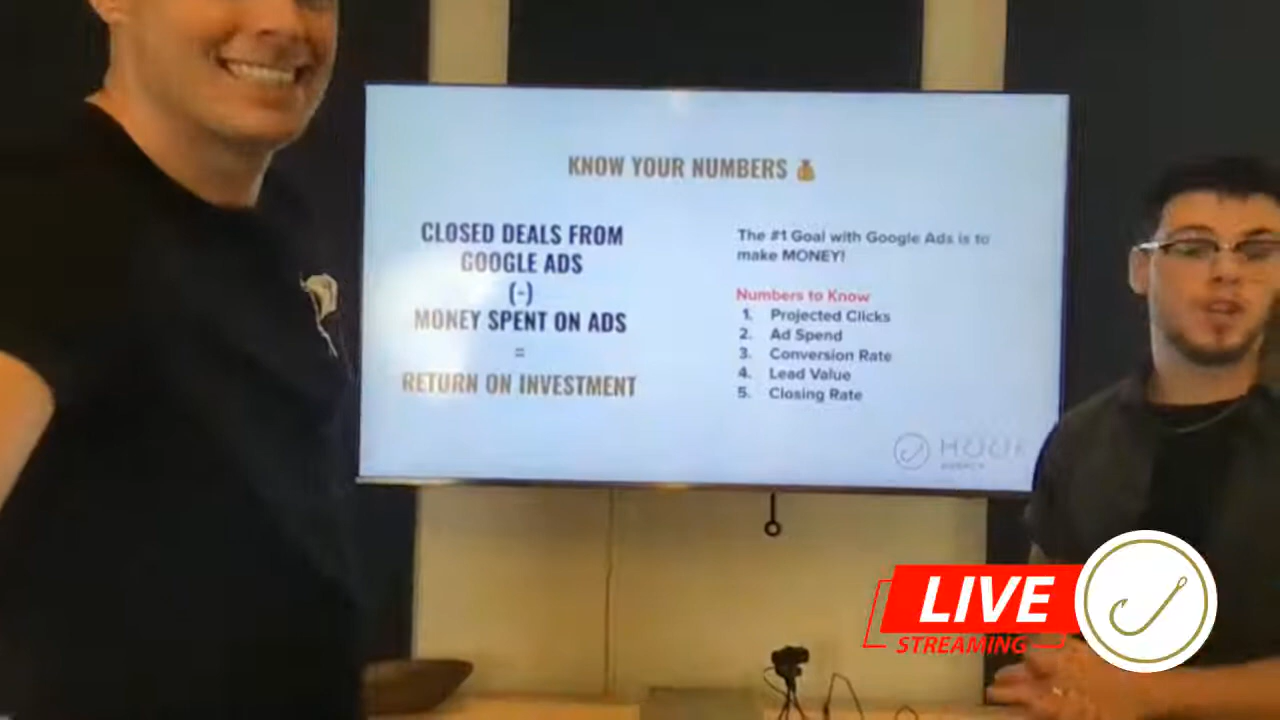 KNOW YOUR NUMBERS 💰
CLOSED DEALS FROM
GOOGLE ADS
(-)
MONEY SPENT ON ADS
=
RETURN ON INVESTMENT
The #1 Goal with Google Ads is to
make MONEY!
Numbers to Know
1. Projected Clicks
2. Ad Spend
3. Conversion Rate
4. Lead Value
5. Closing Rate
HOOK
AGENCY
LIVE
STREAMING